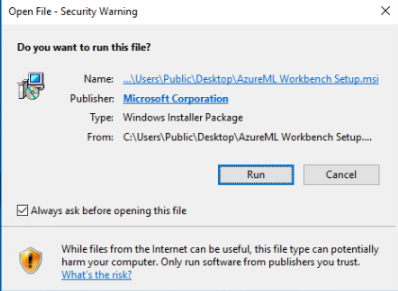 Open File - Security Warning
Do you want to run this file?
Name: ...\Users\Public\Desktop\AzureML Workbench Setup.msi
Publisher: Microsoft Corporation
Type: Windows Installer Package
From: C:\Users\Public\Desktop\AzureML Workbench Setup....
Run Cancel
Always ask before opening this file
While files from the Internet can be useful, this file type can potentially
harm your computer. Only run software from publishers you trust.
What's the risk?